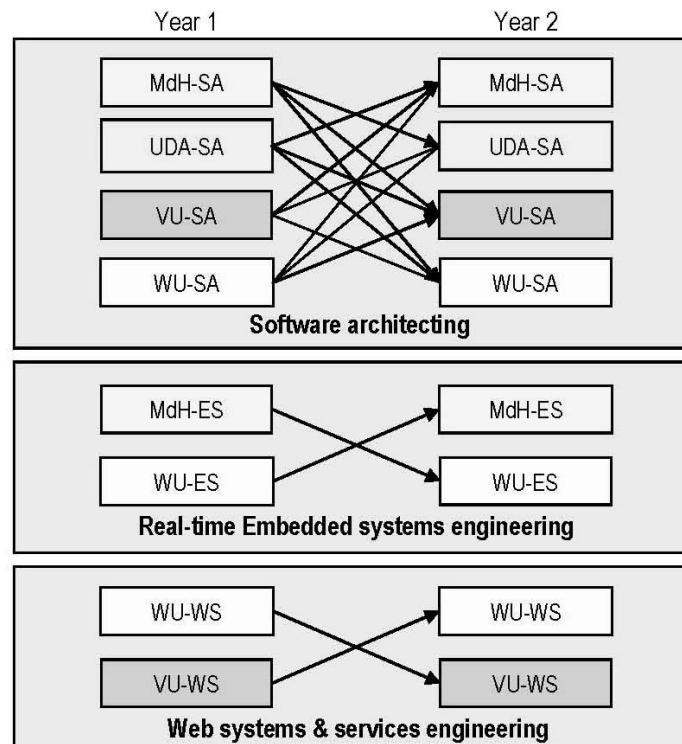 Year 1 Year 2
MdH-SA MdH-SA
UDA-SA UDA-SA
VU-SA VU-SA
WU-SA WU-SA
Software architecting
MdH-ES MdH-ES
WU-ES WU-ES
Real-time Embedded systems engineering
WU-WS WU-WS
VU-WS VU-WS
Web systems & services engineering